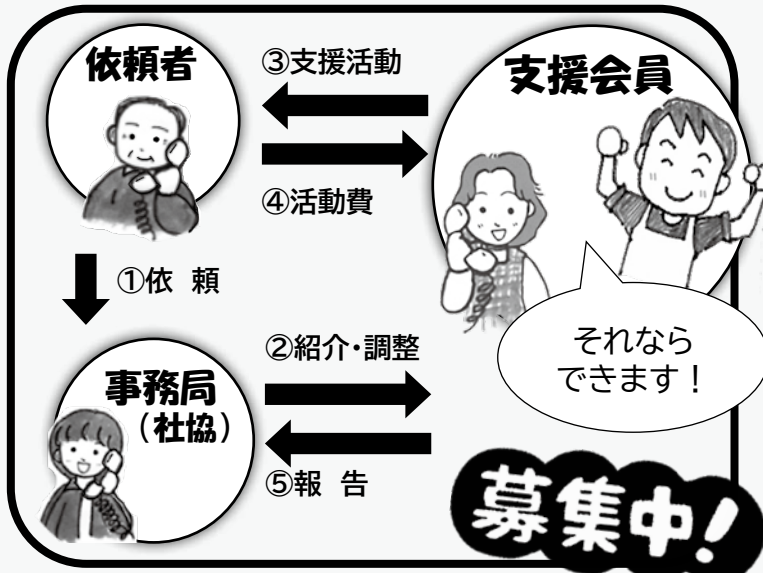 依頼者
③支援活動
支援会員
④活動費
①依 頼
②紹介・調整
それなら
できます！
事務局
（社協）
⑤報 告
募集中！